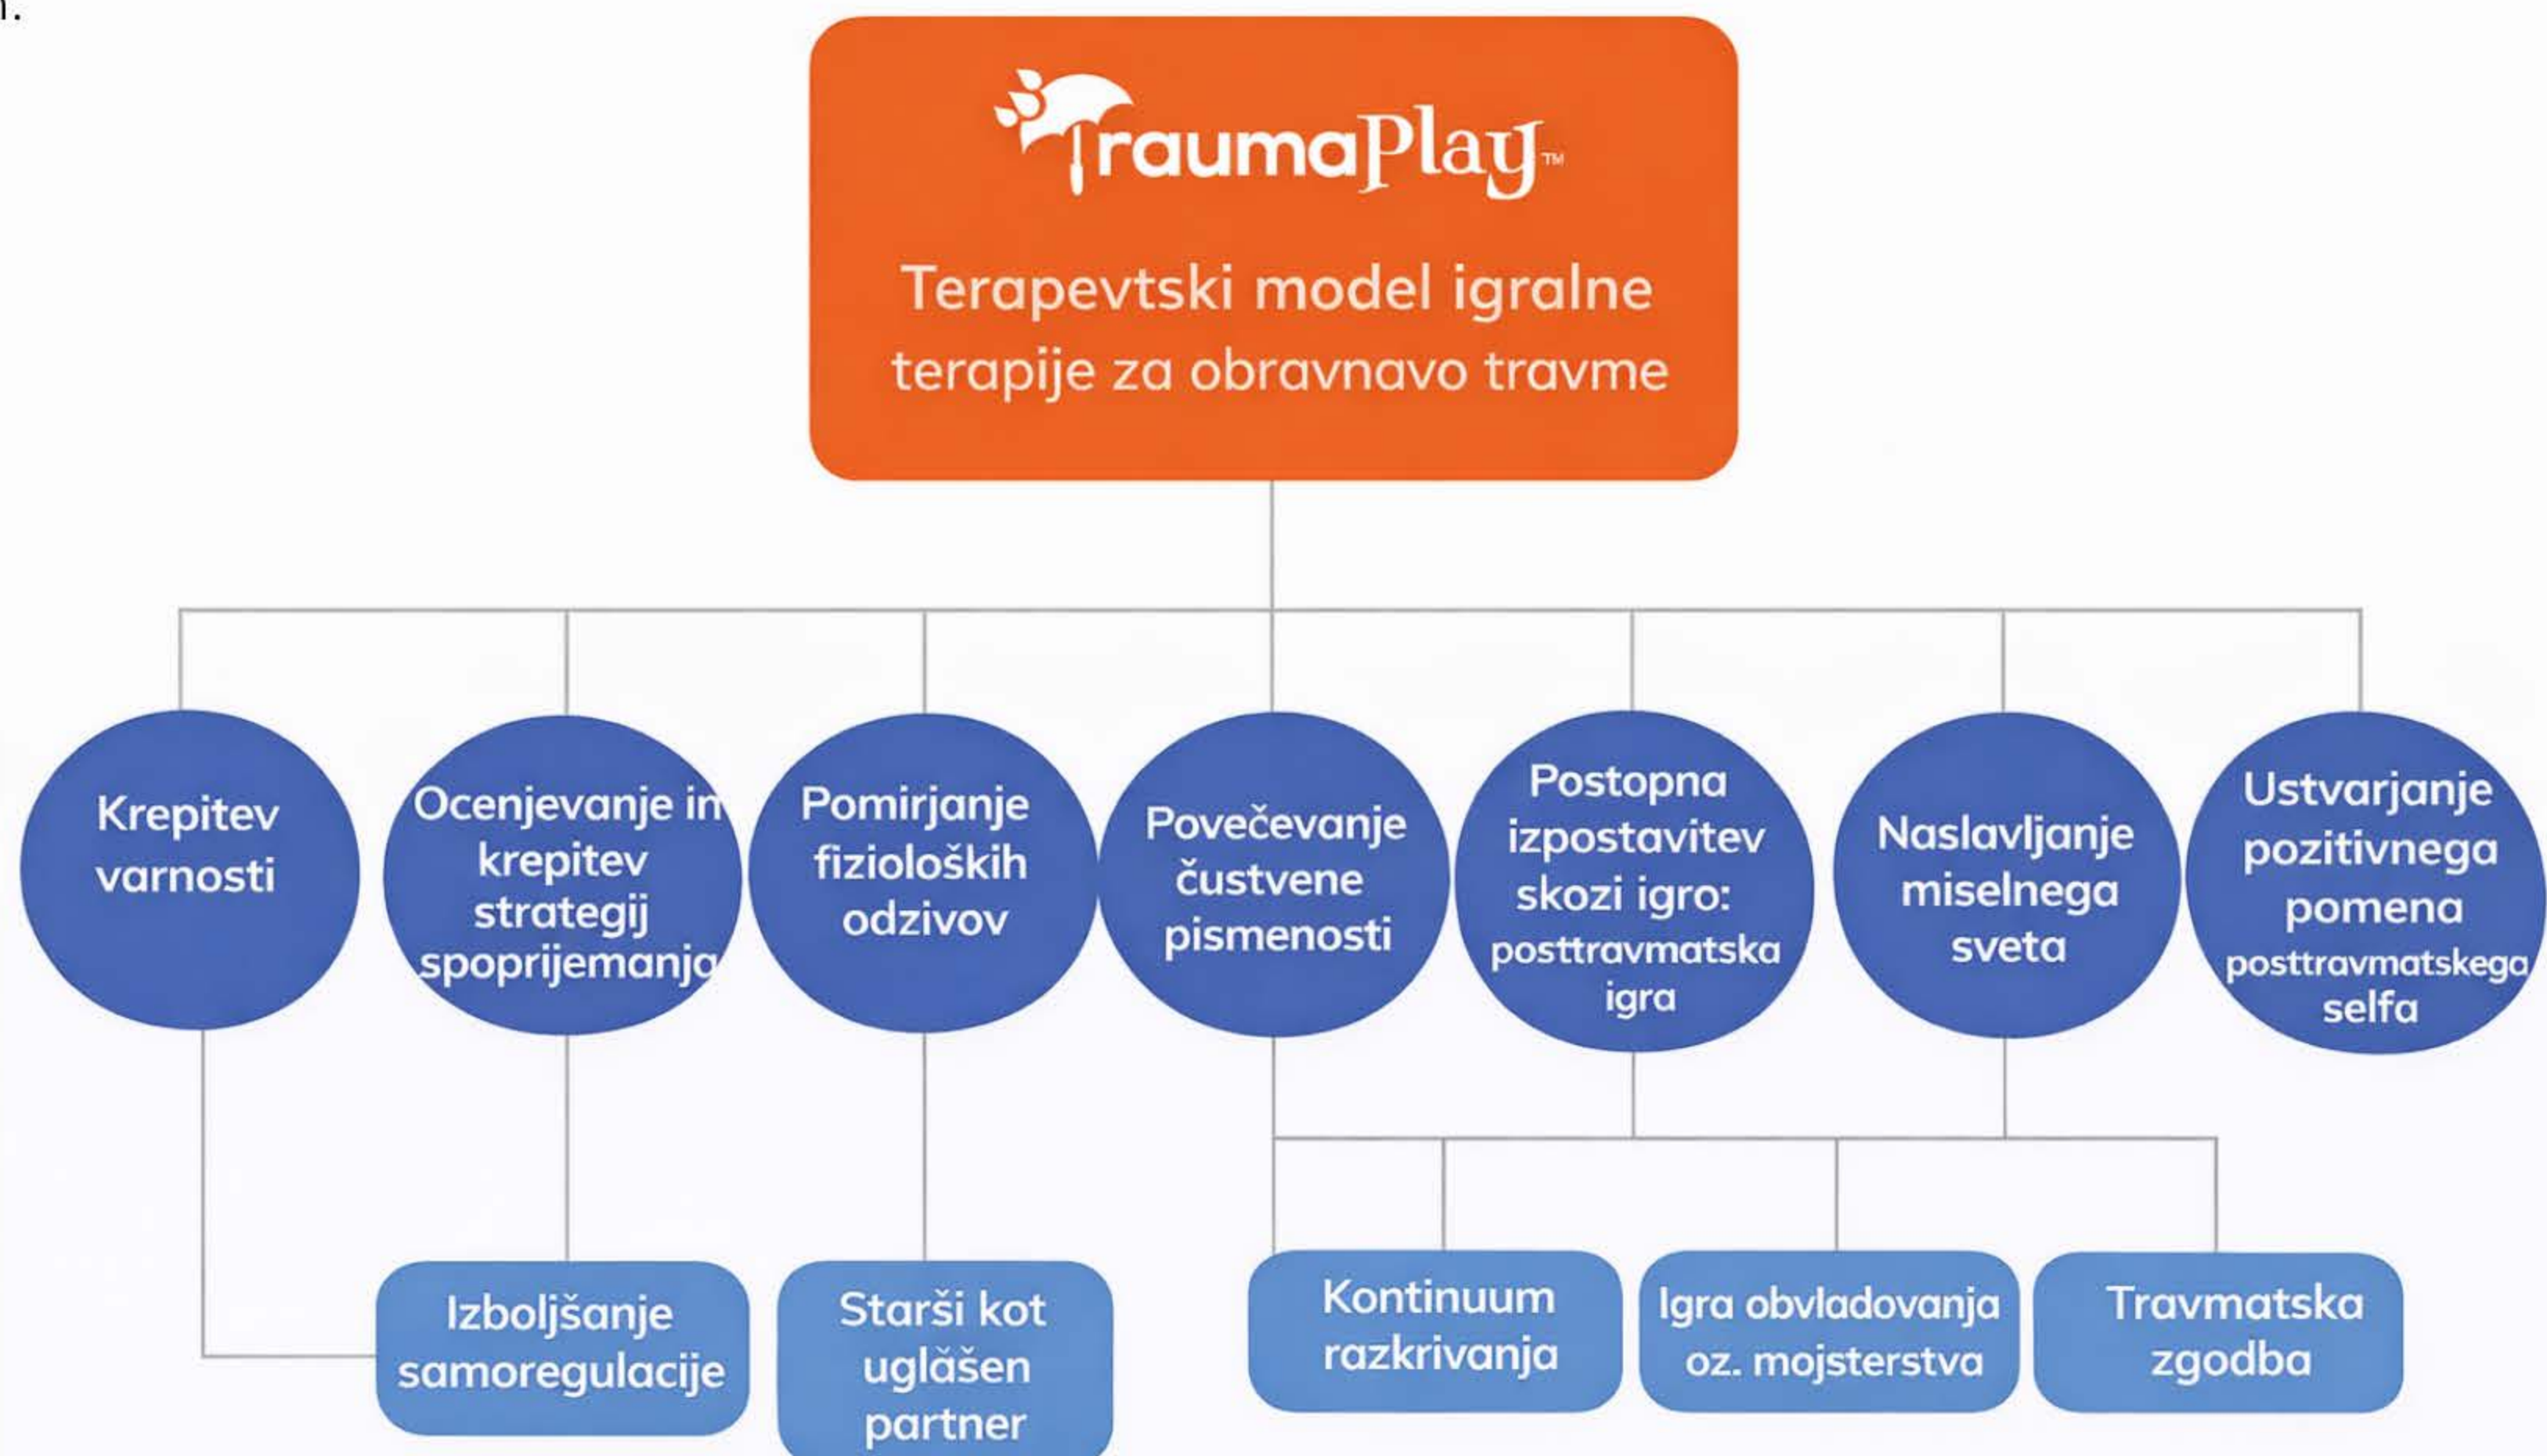 TraumaPlay™
Terapevtski model igralne
terapije za obravnavo travme
Krepitev
varnosti
Ocenjevanje in
krepitev
strategij
spoprijemanja
Pomirjanje
fizioloških
odzivov
Povečevanje
čustvene
pismenosti
Postopna
izpostavitev
skozi igro:
posttravmatska
igra
Naslavljanje
miselnega
sveta
Ustvarjanje
pozitivnega
pomena
posttravmatskega
selfa
Izboljšanje
samoregulacije
Starši kot
uglašen
partner
Kontinuum
razkrivanja
Igra obvladovanja
oz. mojsterstva
Travmatska
zgodba